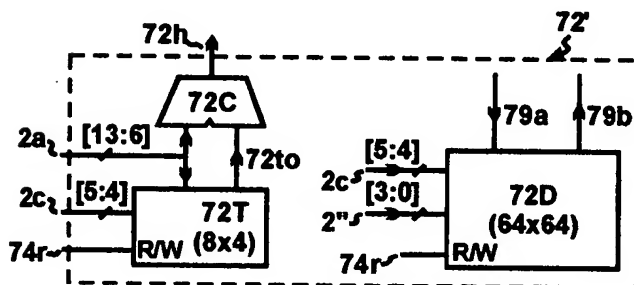 72h
72'
72C
79a
79b
[13:6]
2a
72to
[5:4]
2c
72T
(8x4)
74r
R/W
[5:4]
2c
[3:0]
2"
72D
(64x64)
74r
R/W